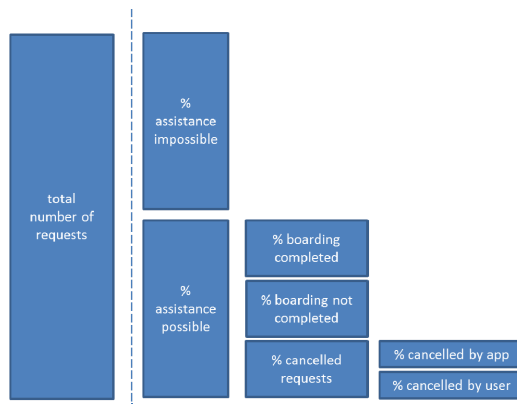 total
number of
requests
%
assistance
impossible
%
assistance
possible
% boarding
completed
% boarding not
completed
% cancelled
requests
% cancelled by app
% cancelled by user